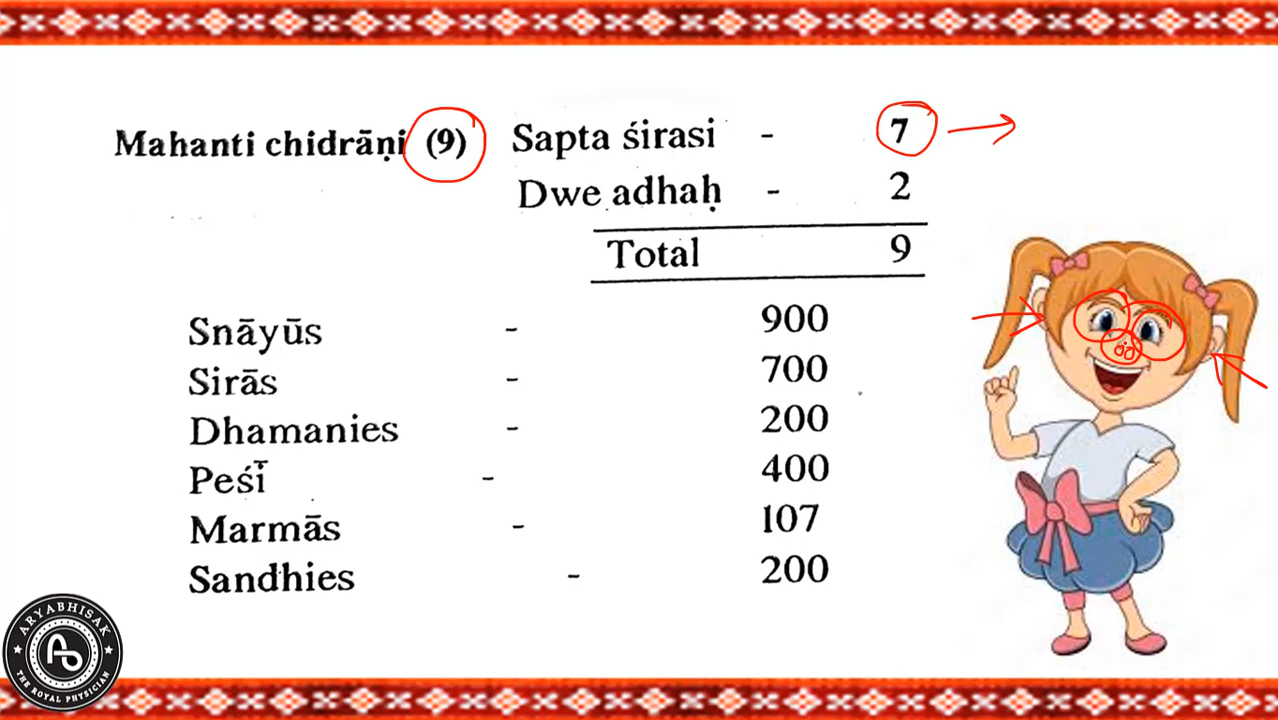 Mahanti chidrāṇi (9) Sapta śirasi - 7
Dwe adhaḥ - 2
Total 9
Snāyūs - 900
Sirās - 700
Dhamanies - 200
Peśī - 400
Marmās - 107
Sandhies - 200
ARYABHISAK
THE ROYAL PHYSICIAN